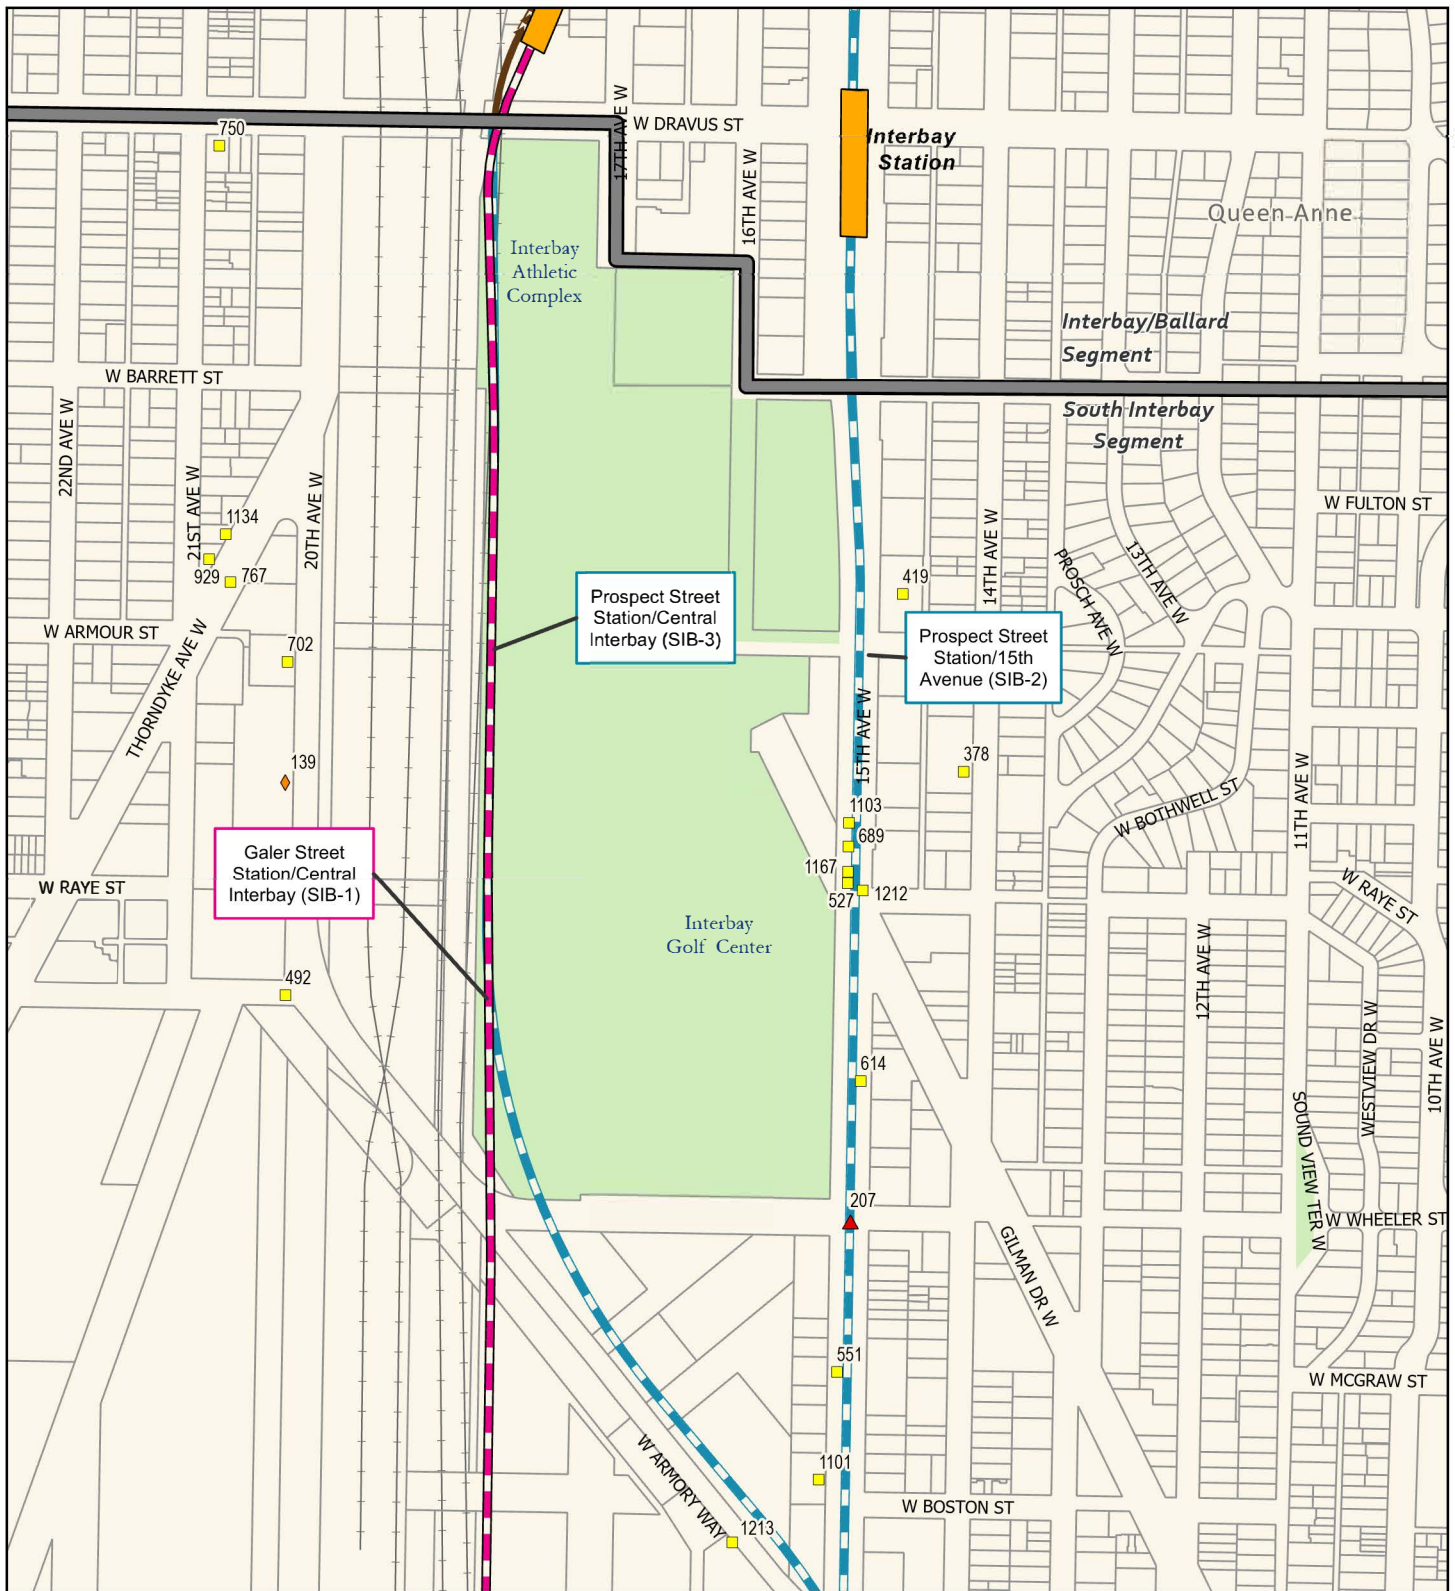 750
17TH AVE W
W DRAVUS ST
16TH AVE W
Interbay
Station
Queen Anne
Interbay
Athletic
Complex
Interbay/Ballard
Segment
W BARRETT ST
South Interbay
Segment
22ND AVE W
21ST AVE W
20TH AVE W
W FULTON ST
1134
929
767
14TH AVE W
PROSCH AVE W
13TH AVE W
419
Prospect Street
Station/Central
Interbay (SIB-3)
Prospect Street
Station/15th
Avenue (SIB-2)
W ARMOUR ST
702
THORNDYKE AVE W
15TH AVE W
139
378
11TH AVE W
W BOTHWELL ST
1103
689
1167
527
1212
Galer Street
Station/Central
Interbay (SIB-1)
W RAYE ST
W RAYE ST
Interbay
Golf Center
12TH AVE W
492
WESTVIEW DR W
10TH AVE W
614
SOUND VIEW TER W
207
W WHEELER ST
GILMAN DR W
551
W MCGRAW ST
W ARMORY WAY
1101
W BOSTON ST
1213